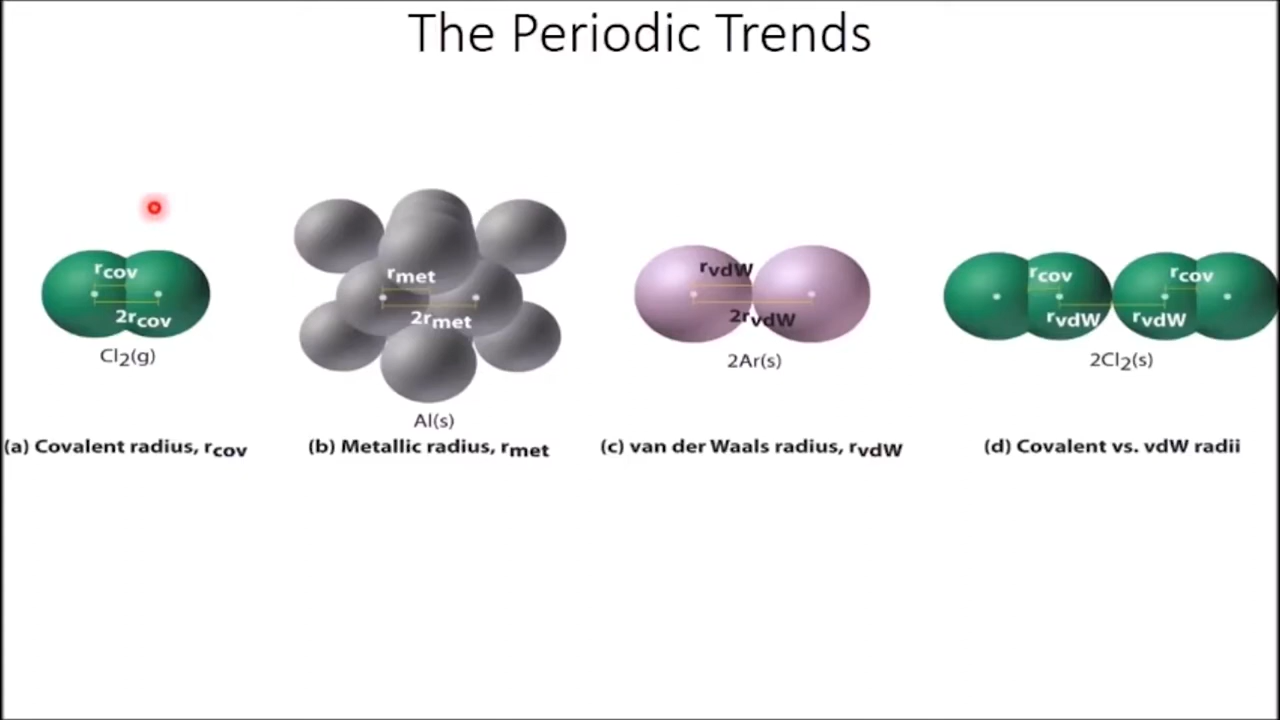 The Periodic Trends
rcov
2rcov
Cl2(g)
(a) Covalent radius, rcov
rmet
2rmet
Al(s)
(b) Metallic radius, rmet
rvdW
2rvdW
2Ar(s)
(c) van der Waals radius, rvdW
rcov rcov
rvdW rvdW
2Cl2(s)
(d) Covalent vs. vdW radii